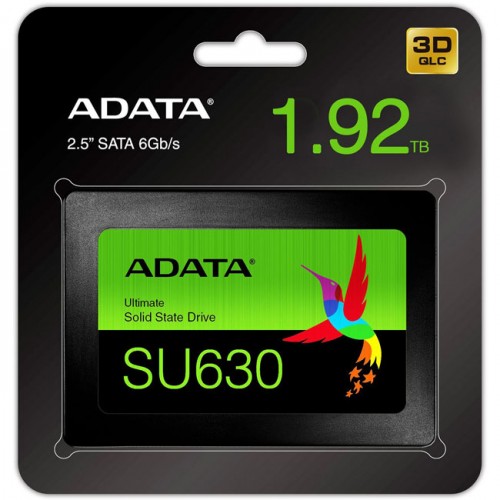 3D
QLC
ADATA®
1.92TB
2.5” SATA 6Gb/s
ADATA®
Ultimate
Solid State Drive
SU630